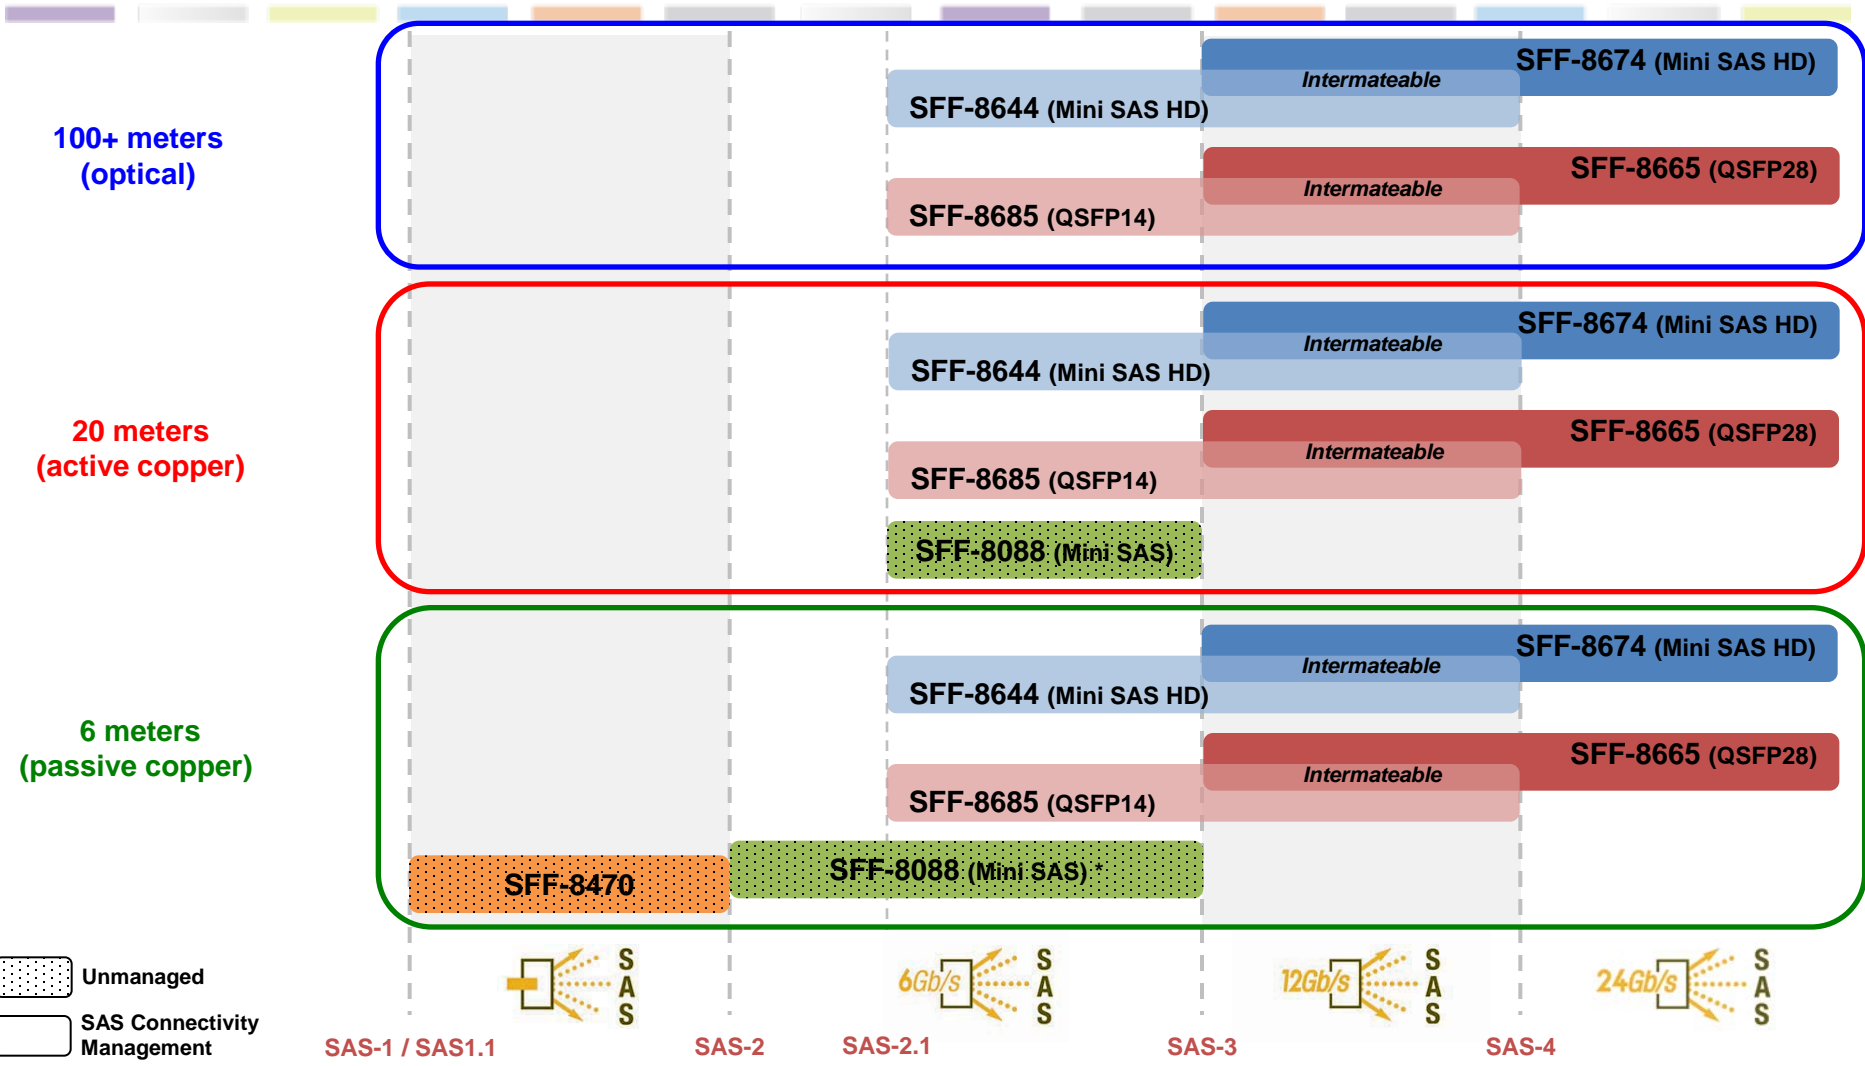 100+ meters
(optical)
SFF-8674 (Mini SAS HD)
Intermateable
SFF-8644 (Mini SAS HD)
SFF-8665 (QSFP28)
Intermateable
SFF-8685 (QSFP14)
20 meters
(active copper)
SFF-8674 (Mini SAS HD)
Intermateable
SFF-8644 (Mini SAS HD)
SFF-8665 (QSFP28)
Intermateable
SFF-8685 (QSFP14)
SFF-8088 (Mini SAS)
6 meters
(passive copper)
SFF-8674 (Mini SAS HD)
Intermateable
SFF-8644 (Mini SAS HD)
SFF-8665 (QSFP28)
Intermateable
SFF-8685 (QSFP14)
SFF-8088 (Mini SAS) *
SFF-8470
Unmanaged
SAS Connectivity
Management
SAS
6Gb/s SAS
12Gb/s SAS
24Gb/s SAS
SAS-1 / SAS1.1
SAS-2
SAS-2.1
SAS-3
SAS-4